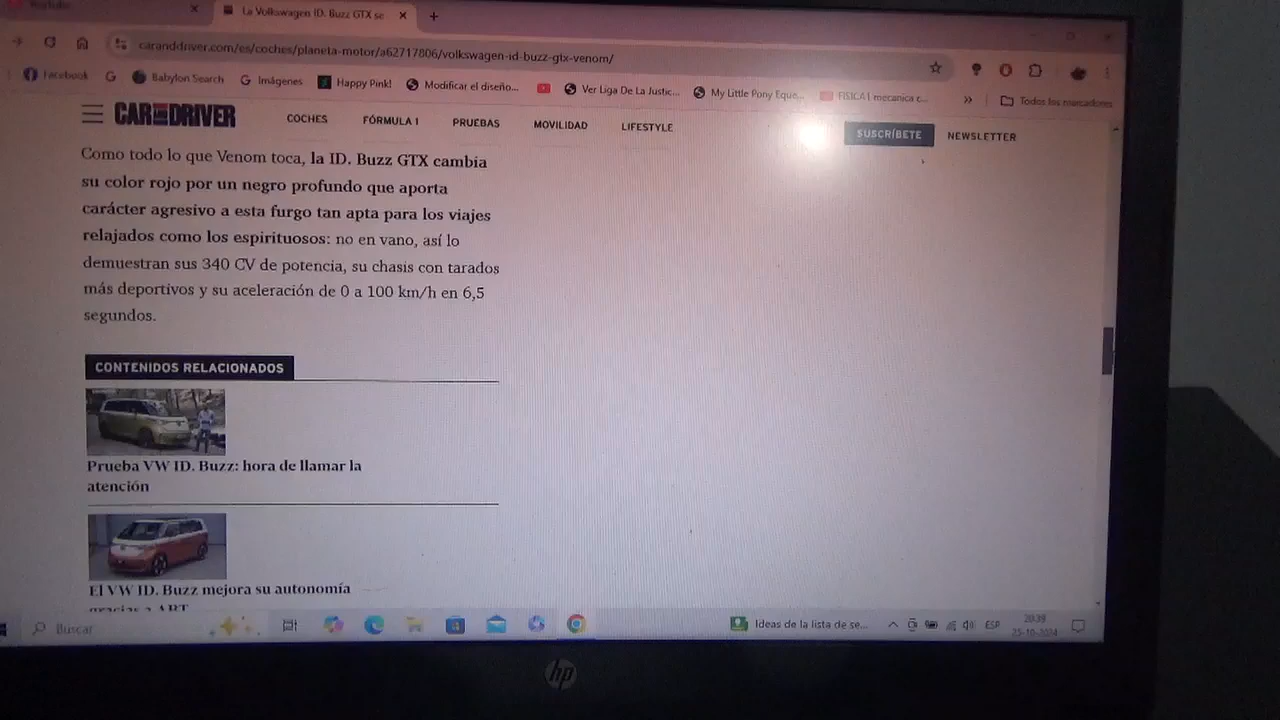 La Volkswagen ID. Buzz GTX se
caranddriver.com/es/coches/planeta-motor/a62717806/volkswagen-id-buzz-gtx-venom/
Facebook
Babylon Search
Imágenes
Happy Pink!
Modificar el diseño...
Ver Liga De La Justic...
My Little Pony Eque...
FISICA I mecanica c...
Todos los marcadores
CAR AND DRIVER
COCHES
FÓRMULA 1
PRUEBAS
MOVILIDAD
LIFESTYLE
SUSCRÍBETE
NEWSLETTER
Como todo lo que Venom toca, la ID. Buzz GTX cambia
su color rojo por un negro profundo que aporta
carácter agresivo a esta furgo tan apta para los viajes
relajados como los espirituosos: no en vano, así lo
demuestran sus 340 CV de potencia, su chasis con tarados
más deportivos y su aceleración de 0 a 100 km/h en 6,5
segundos.
CONTENIDOS RELACIONADOS
Prueba VW ID. Buzz: hora de llamar la
atención
El VW ID. Buzz mejora su autonomía
Buscar
Ideas de la lista de se...
ESP
20:39
25-10-2024
hp